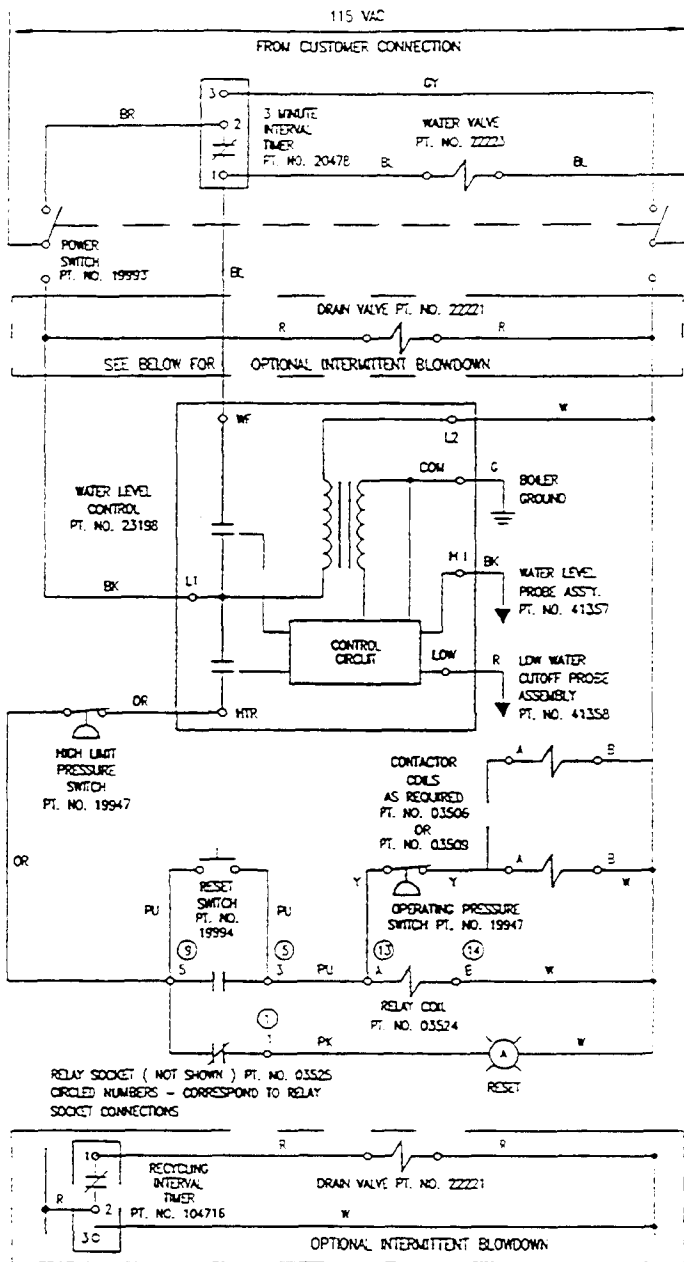 115 VAC
FROM CUSTOMER CONNECTION
3
GY
BR
2
3 MINUTE
INTERVAL
TIMER
PT. NO. 20478
WATER VALVE
PT. NO. 22223
1
BL
BL
POWER
SWITCH
PT. NO. 19993
BL
DRAIN VALVE PT. NO. 22221
R
R
SEE BELOW FOR OPTIONAL INTERMITTENT BLOWDOWN
WF
W
L2
COM
G
BOILER
GROUND
WATER LEVEL
CONTROL
PT. NO. 23198
H I
BK
WATER LEVEL
PROBE ASS'Y.
PT. NO. 41357
BK
L1
CONTROL
CIRCUIT
LOW
R
LOW WATER
CUTOFF PROBE
ASSEMBLY
PT. NO. 41358
OR
HTR
HIGH LIMIT
PRESSURE
SWITCH
PT. NO. 19947
CONTACTOR
COILS
AS REQUIRED
PT. NO. 03506
OR
PT. NO. 03509
A
B
OR
A
B
RESET
SWITCH
PT. NO.
19994
PU
PU
Y
Y
W
OPERATING PRESSURE
SWITCH PT. NO. 19947
9
5
13
14
5
3
PU
A
B
W
RELAY COIL
PT. NO. 03524
1
1
PK
A
W
RESET
RELAY SOCKET ( NOT SHOWN ) PT. NO. 03525
CIRCLED NUMBERS - CORRESPOND TO RELAY
SOCKET CONNECTIONS
1
R
R
RECYCLING
INTERVAL
TIMER
PT. NO. 104716
DRAIN VALVE PT. NO. 22221
R
2
W
3
OPTIONAL INTERMITTENT BLOWDOWN